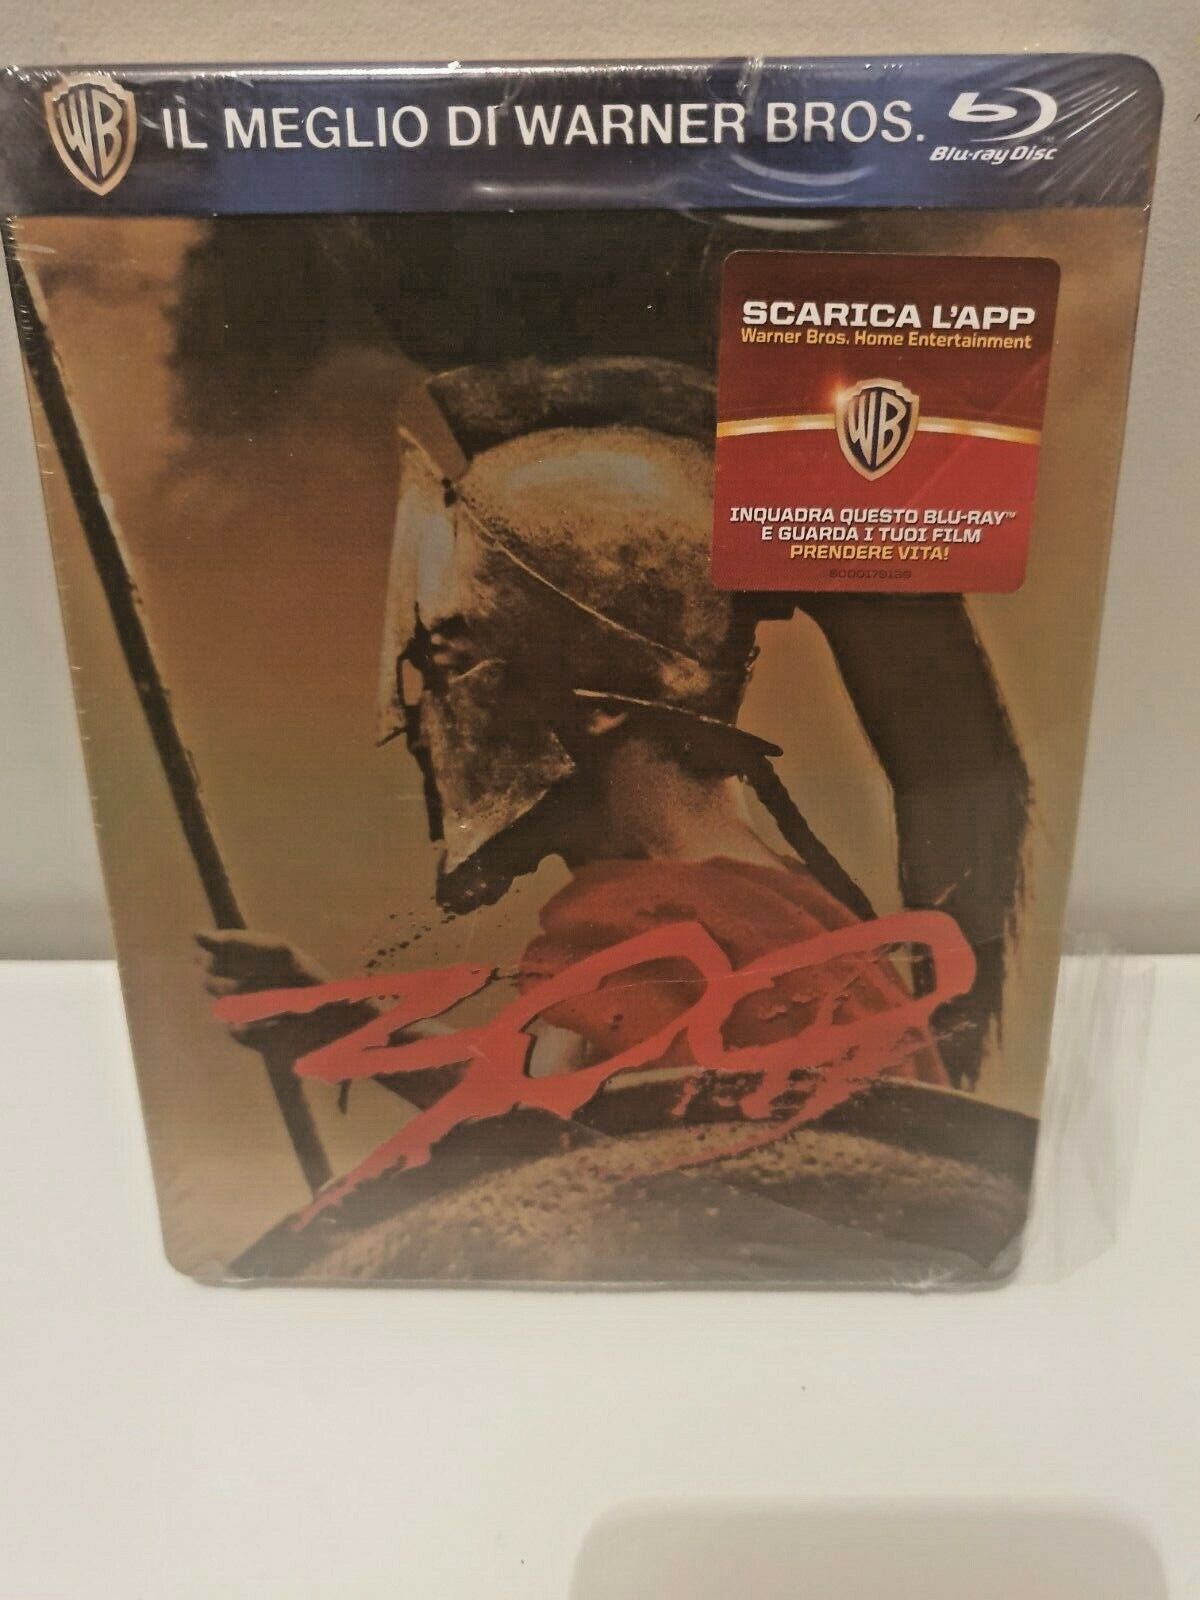 WB IL MEGLIO DI WARNER BROS.
Blu-ray Disc
SCARICA L'APP
Warner Bros. Home Entertainment
WB
INQUADRA QUESTO BLU-RAY™
E GUARDA I TUOI FILM
PRENDERE VITA!
300